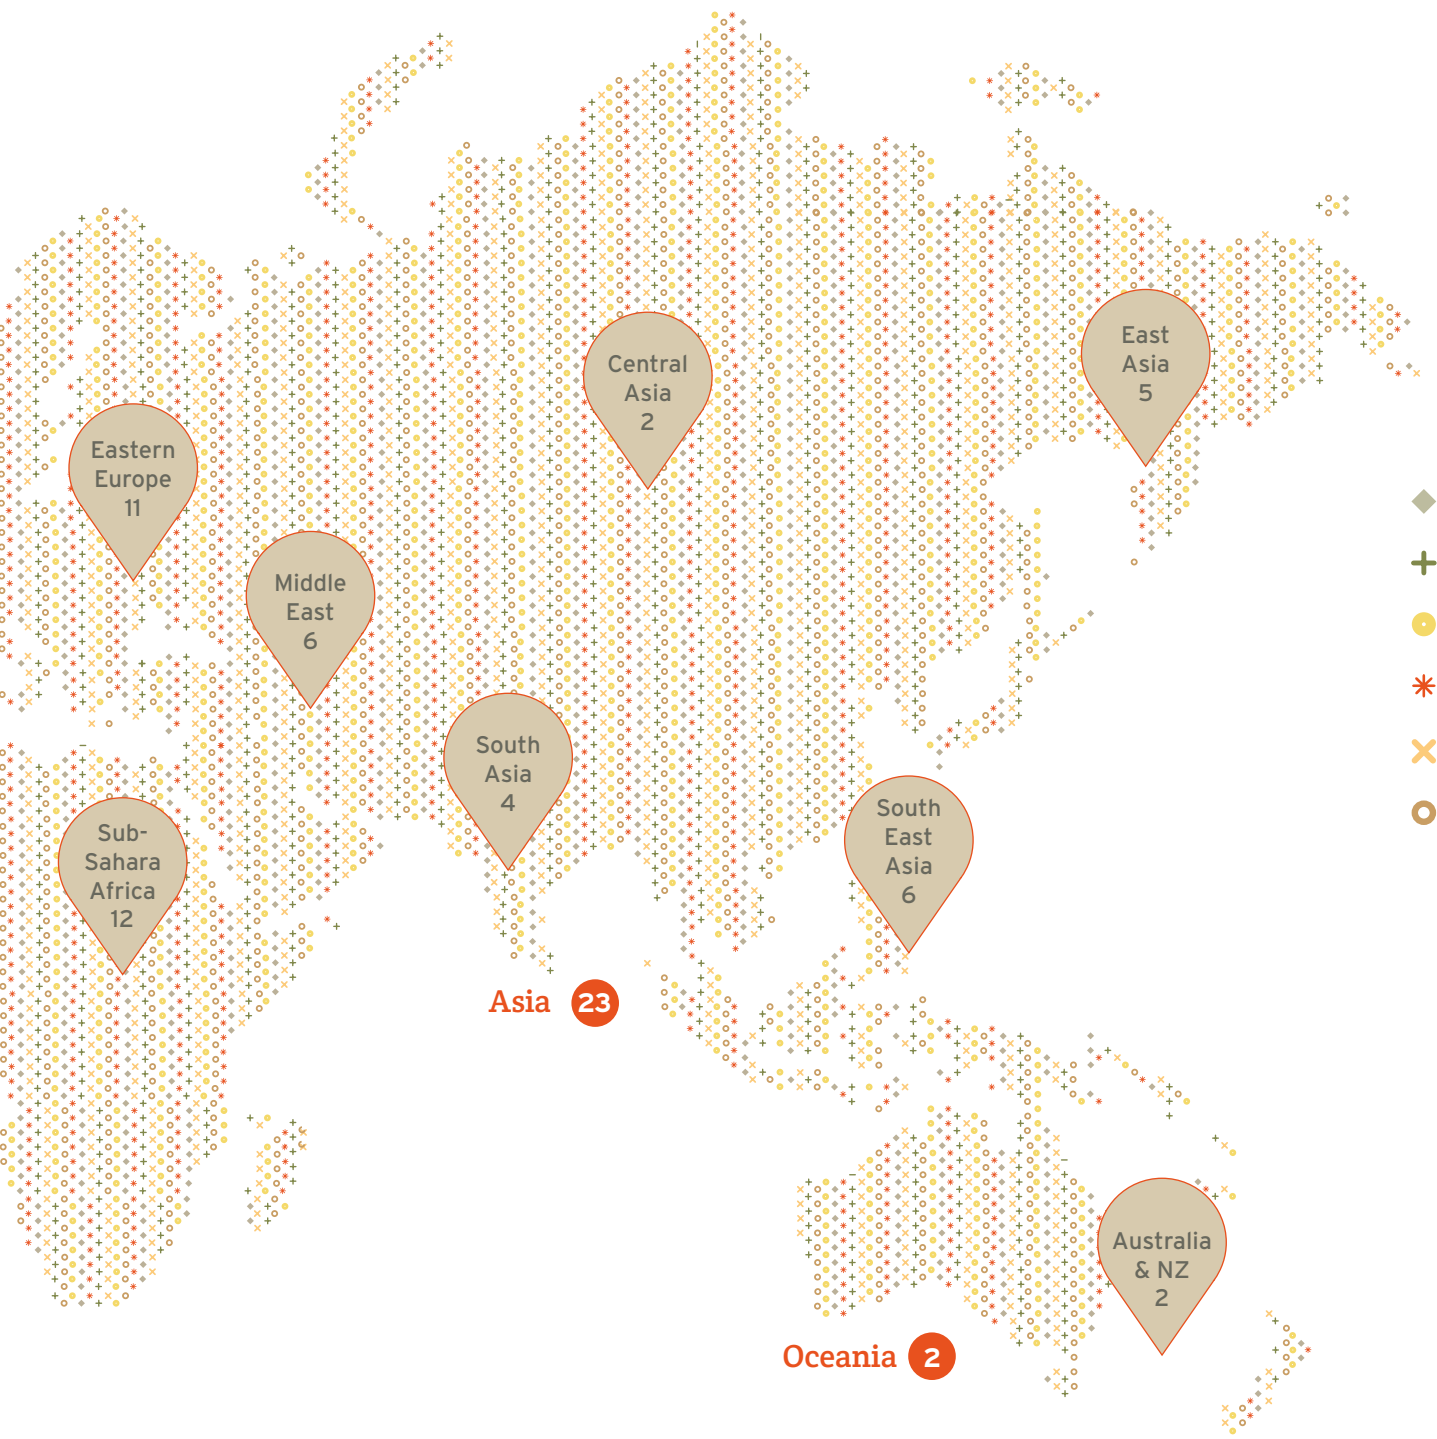 East
Asia
5
Central
Asia
2
Eastern
Europe
11
Middle
East
6
South
Asia
4
South
East
Asia
6
Sub-
Sahara
Africa
12
Asia 23
Australia
& NZ
2
Oceania 2